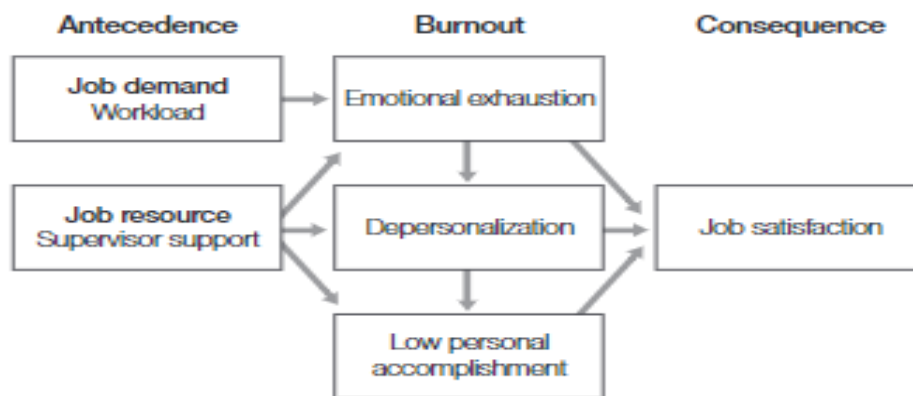 Antecedence Burnout Consequence
Job demand
Workload
Emotional exhaustion
Job resource
Supervisor support
Depersonalization
Job satisfaction
Low personal
accomplishment